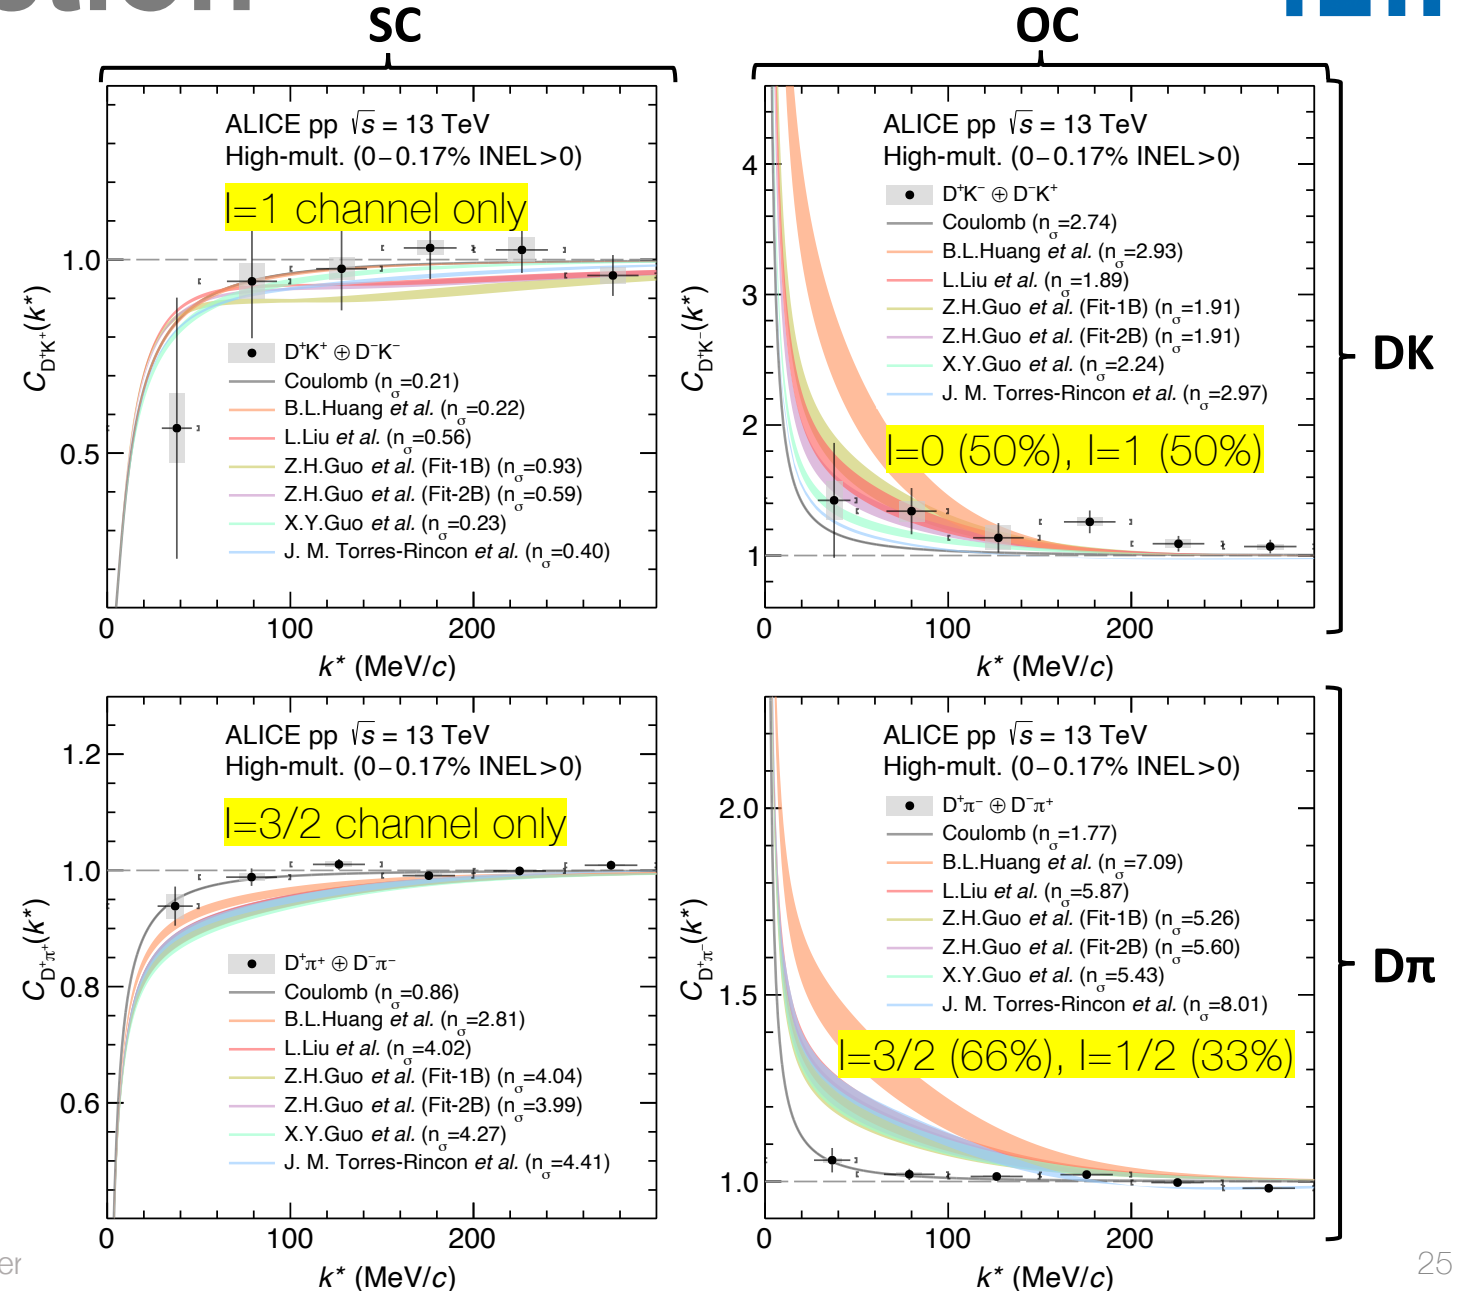 SC
OC
ALICE pp √s = 13 TeV
High-mult. (0−0.17% INEL>0)
I=1 channel only
D⁺K⁺ ⊕ D⁻K⁻
Coulomb (nσ=0.21)
B.L.Huang et al. (nσ=0.22)
L.Liu et al. (nσ=0.56)
Z.H.Guo et al. (Fit-1B) (nσ=0.93)
Z.H.Guo et al. (Fit-2B) (nσ=0.59)
X.Y.Guo et al. (nσ=0.23)
J. M. Torres-Rincon et al. (nσ=0.40)
1.0
0.5
C_D⁺K⁺(k*)
0 100 200
k* (MeV/c)
ALICE pp √s = 13 TeV
High-mult. (0−0.17% INEL>0)
D⁺K⁻ ⊕ D⁻K⁺
Coulomb (nσ=2.74)
B.L.Huang et al. (nσ=2.93)
L.Liu et al. (nσ=1.89)
Z.H.Guo et al. (Fit-1B) (nσ=1.91)
Z.H.Guo et al. (Fit-2B) (nσ=1.91)
X.Y.Guo et al. (nσ=2.24)
J. M. Torres-Rincon et al. (nσ=2.97)
I=0 (50%), I=1 (50%)
4
3
2
1
C_D⁺K⁻(k*)
0 100 200
k* (MeV/c)
DK
ALICE pp √s = 13 TeV
High-mult. (0−0.17% INEL>0)
I=3/2 channel only
D⁺π⁺ ⊕ D⁻π⁻
Coulomb (nσ=0.86)
B.L.Huang et al. (nσ=2.81)
L.Liu et al. (nσ=4.02)
Z.H.Guo et al. (Fit-1B) (nσ=4.04)
Z.H.Guo et al. (Fit-2B) (nσ=3.99)
X.Y.Guo et al. (nσ=4.27)
J. M. Torres-Rincon et al. (nσ=4.41)
1.2
1.0
0.8
0.6
C_D⁺π⁺(k*)
0 100 200
k* (MeV/c)
ALICE pp √s = 13 TeV
High-mult. (0−0.17% INEL>0)
D⁺π⁻ ⊕ D⁻π⁺
Coulomb (nσ=1.77)
B.L.Huang et al. (nσ=7.09)
L.Liu et al. (nσ=5.87)
Z.H.Guo et al. (Fit-1B) (nσ=5.26)
Z.H.Guo et al. (Fit-2B) (nσ=5.60)
X.Y.Guo et al. (nσ=5.43)
J. M. Torres-Rincon et al. (nσ=8.01)
I=3/2 (66%), I=1/2 (33%)
2.0
1.5
1.0
C_D⁺π⁻(k*)
0 100 200
k* (MeV/c)
Dπ
er
25